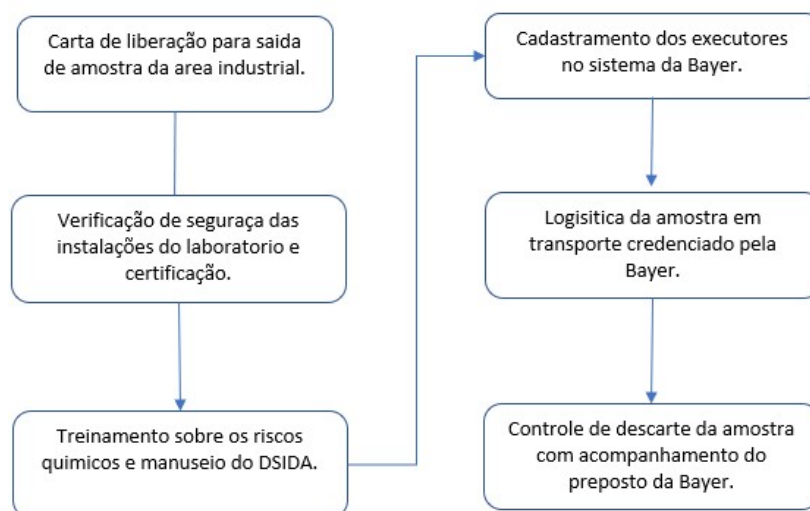 Carta de liberação para saida
de amostra da area industrial.
Verificação de seguraça das
instalações do laboratorio e
certificação.
Treinamento sobre os riscos
quimicos e manuseio do DSIDA.
Cadastramento dos executores
no sistema da Bayer.
Logisitica da amostra em
transporte credenciado pela
Bayer.
Controle de descarte da amostra
com acompanhamento do
preposto da Bayer.